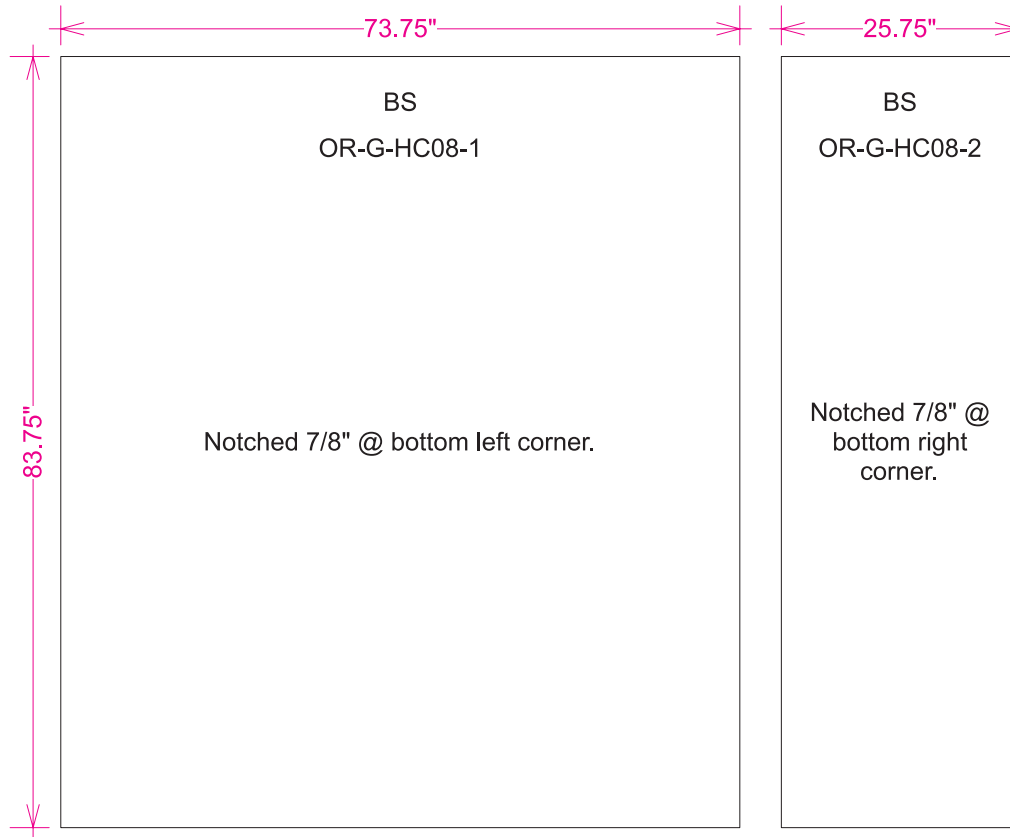 73.75"
25.75"
BS
OR-G-HC08-1
BS
OR-G-HC08-2
83.75"
Notched 7/8" @ bottom left corner.
Notched 7/8" @
bottom right
corner.